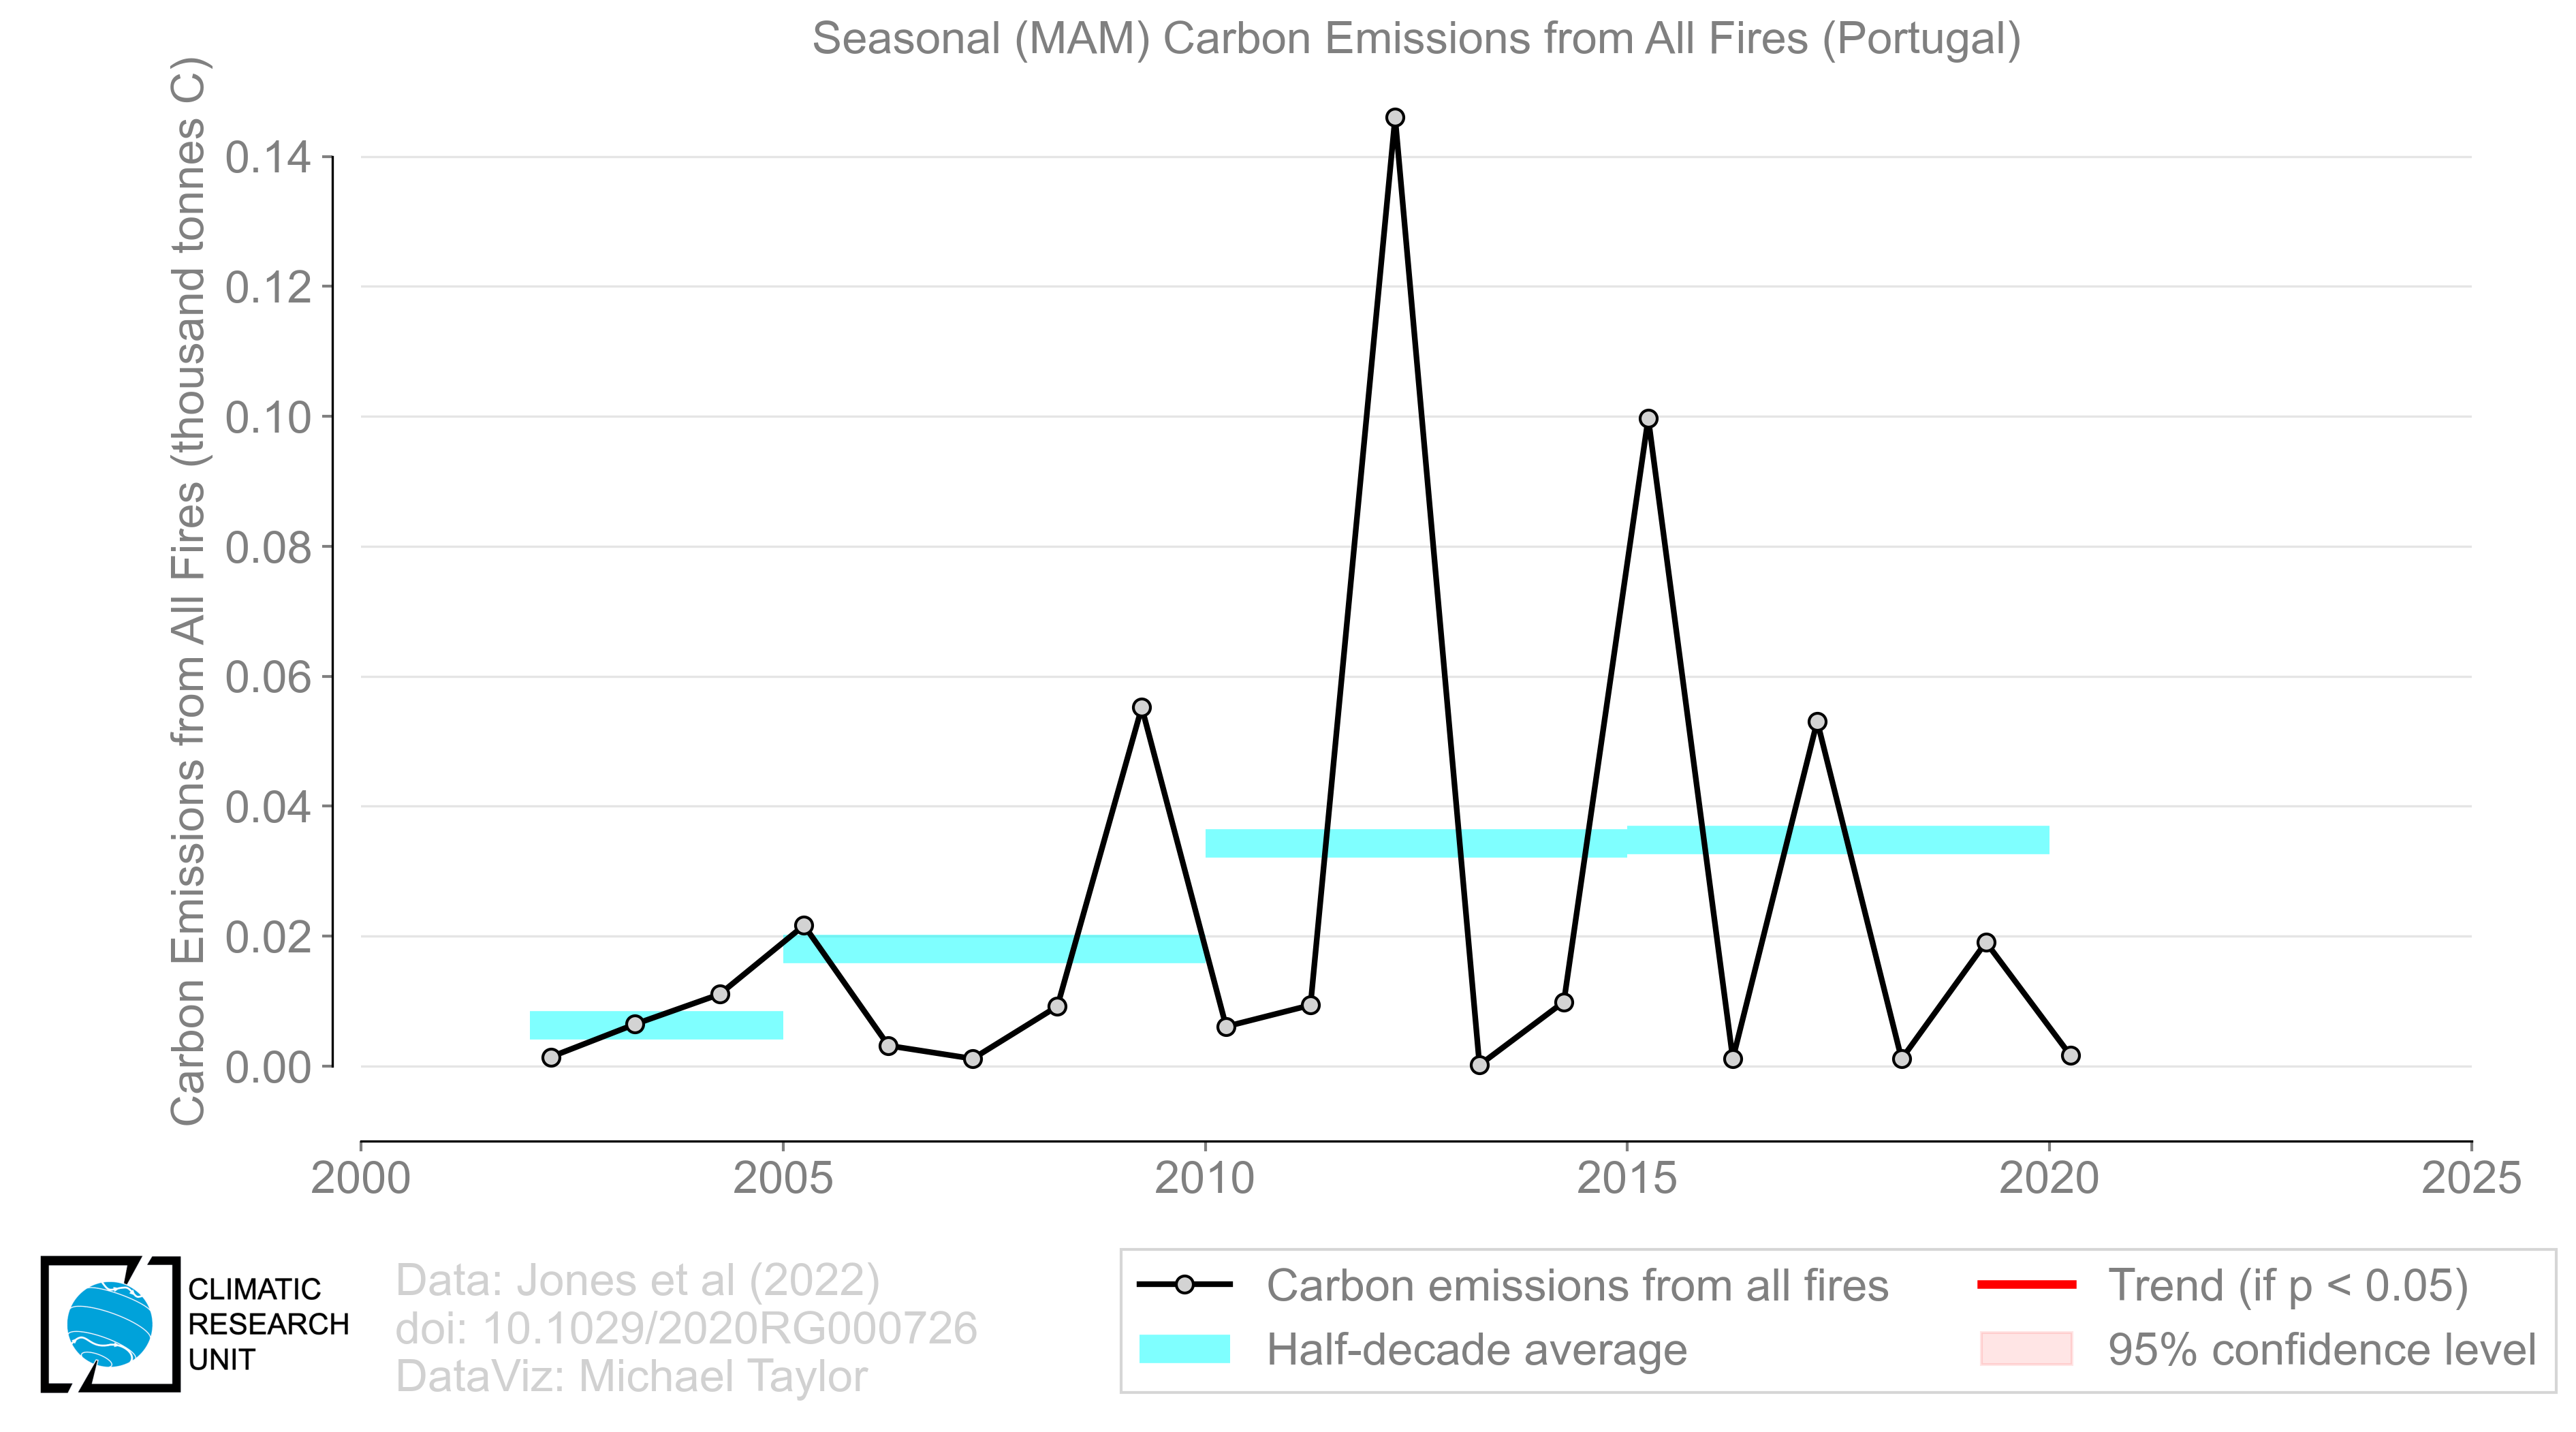 Seasonal (MAM) Carbon Emissions from All Fires (Portugal)
Carbon Emissions from All Fires (thousand tonnes C)
0.14
0.12
0.10
0.08
0.06
0.04
0.02
0.00
2000 2005 2010 2015 2020 2025
CLIMATIC
RESEARCH
UNIT
Data: Jones et al (2022)
doi: 10.1029/2020RG000726
DataViz: Michael Taylor
Carbon emissions from all fires
Half-decade average
Trend (if p < 0.05)
95% confidence level